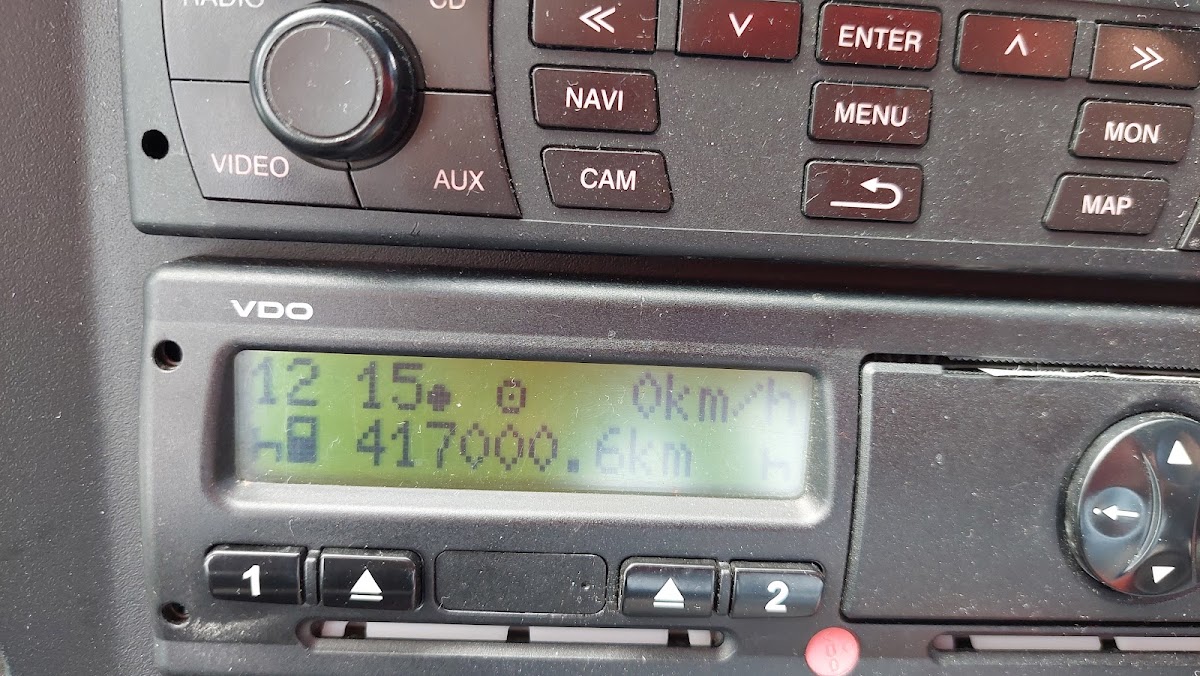 RADIO
CD
VIDEO
AUX
ENTER
NAVI
MENU
MON
CAM
MAP
VDO
12 15 0km/h
417000.6km
1
2